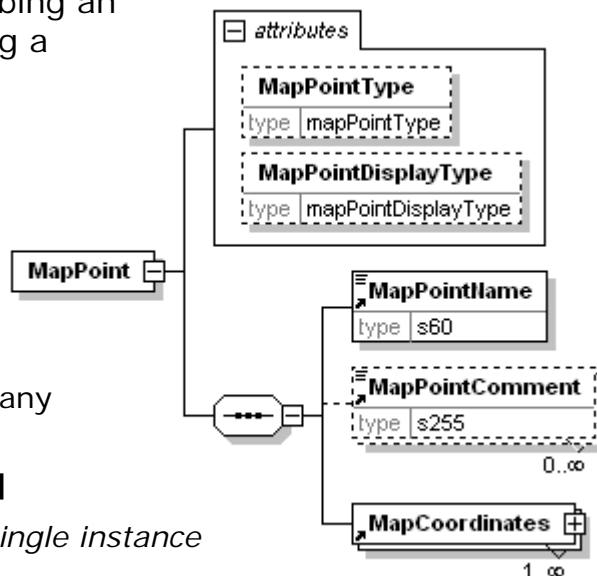 bing an
g a
attributes
MapPointType
type mapPointType
MapPointDisplayType
type mapPointDisplayType
MapPoint
MapPointName
type s60
any
MapPointComment
type s255
0..∞
ingle instance
MapCoordinates
1..∞